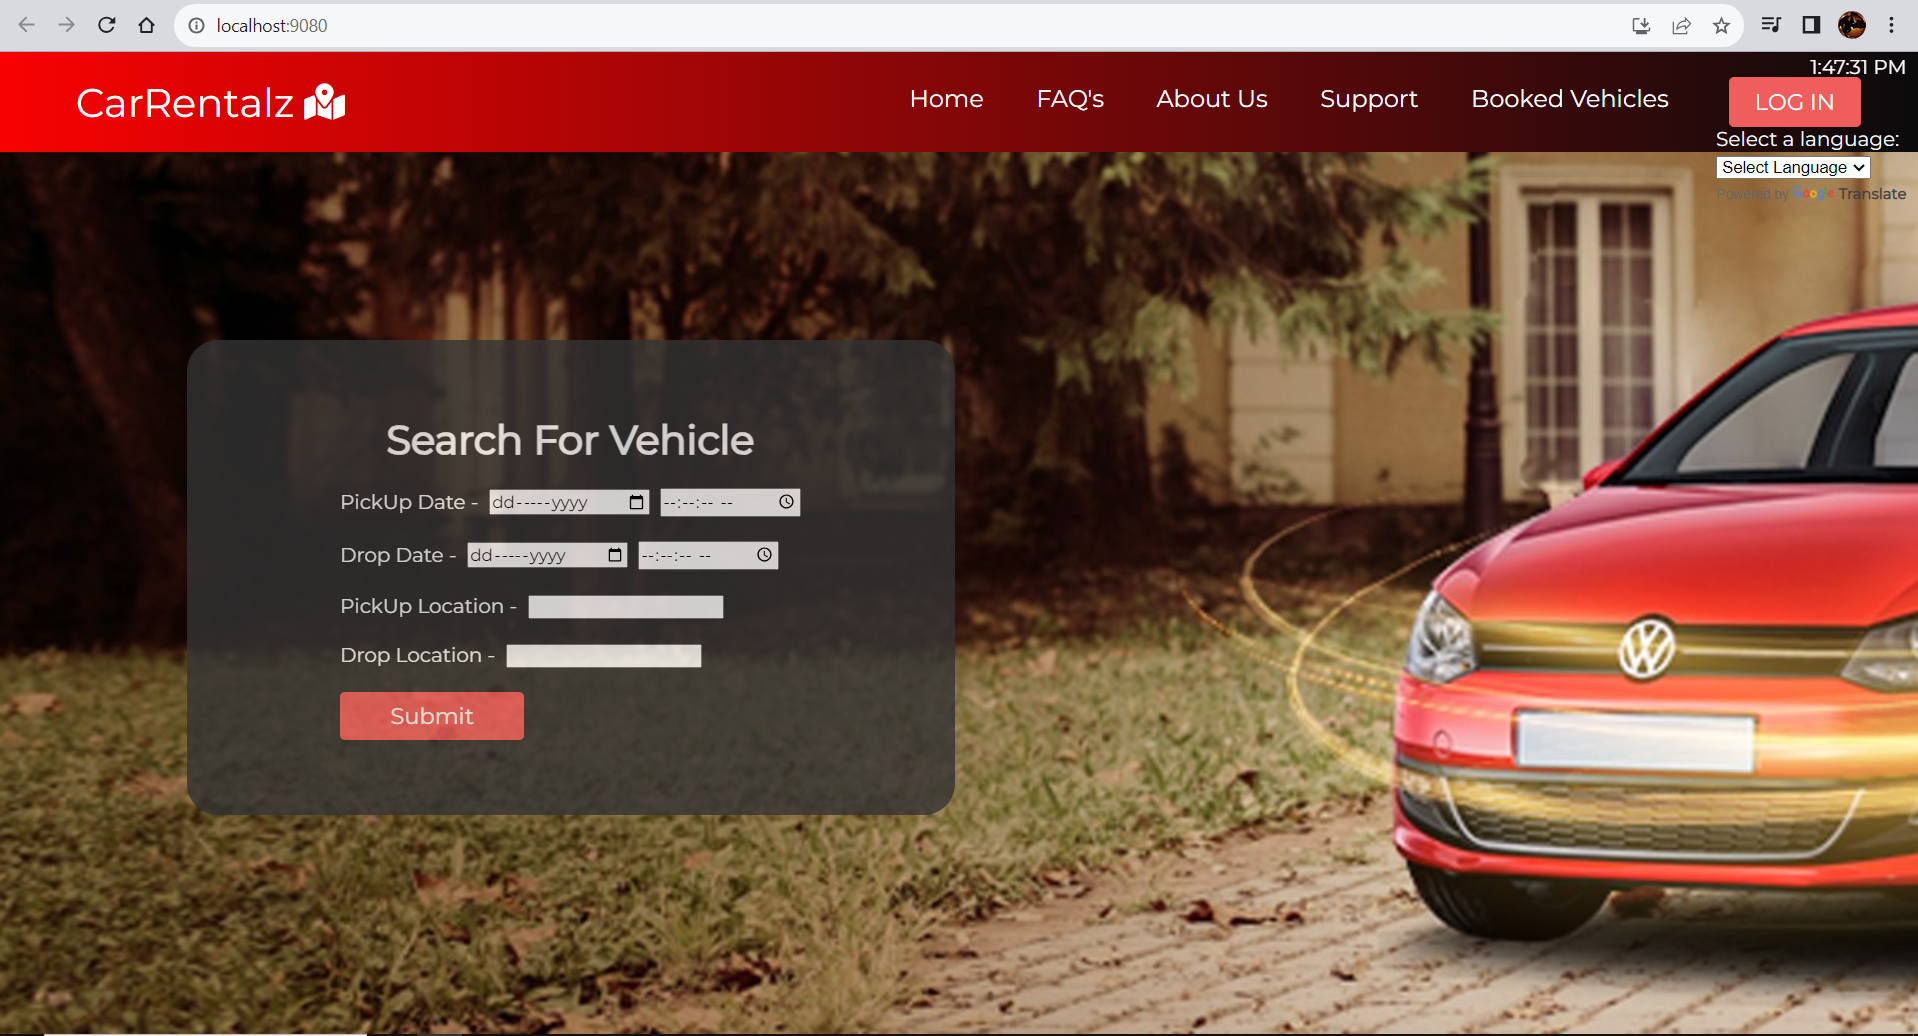 localhost:9080
1:47:31 PM
CarRentalz
Home
FAQ's
About Us
Support
Booked Vehicles
LOG IN
Select a language:
Select Language
Powered by Google Translate
Search For Vehicle
PickUp Date - dd-----yyyy --:--:-- --
Drop Date - dd-----yyyy --:--:-- --
PickUp Location -
Drop Location -
Submit